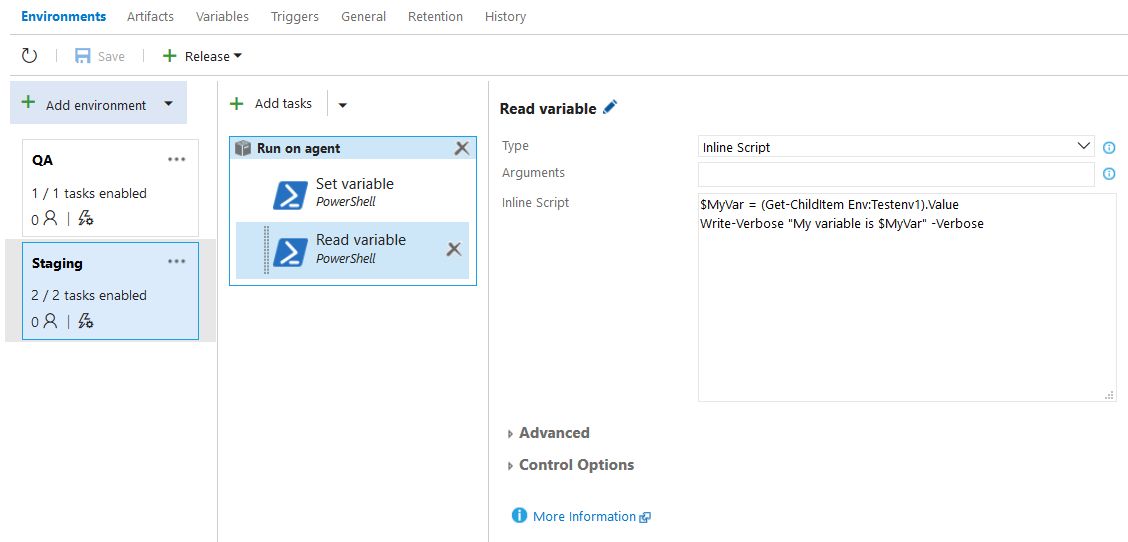 Environments Artifacts Variables Triggers General Retention History
Save Release
Add environment
QA
1 / 1 tasks enabled
0
Staging
2 / 2 tasks enabled
0
Add tasks
Run on agent
Set variable
PowerShell
Read variable
PowerShell
Read variable
Type Inline Script
Arguments
Inline Script
$MyVar = (Get-ChildItem Env:Testenv1).Value
Write-Verbose "My variable is $MyVar" -Verbose
Advanced
Control Options
More Information